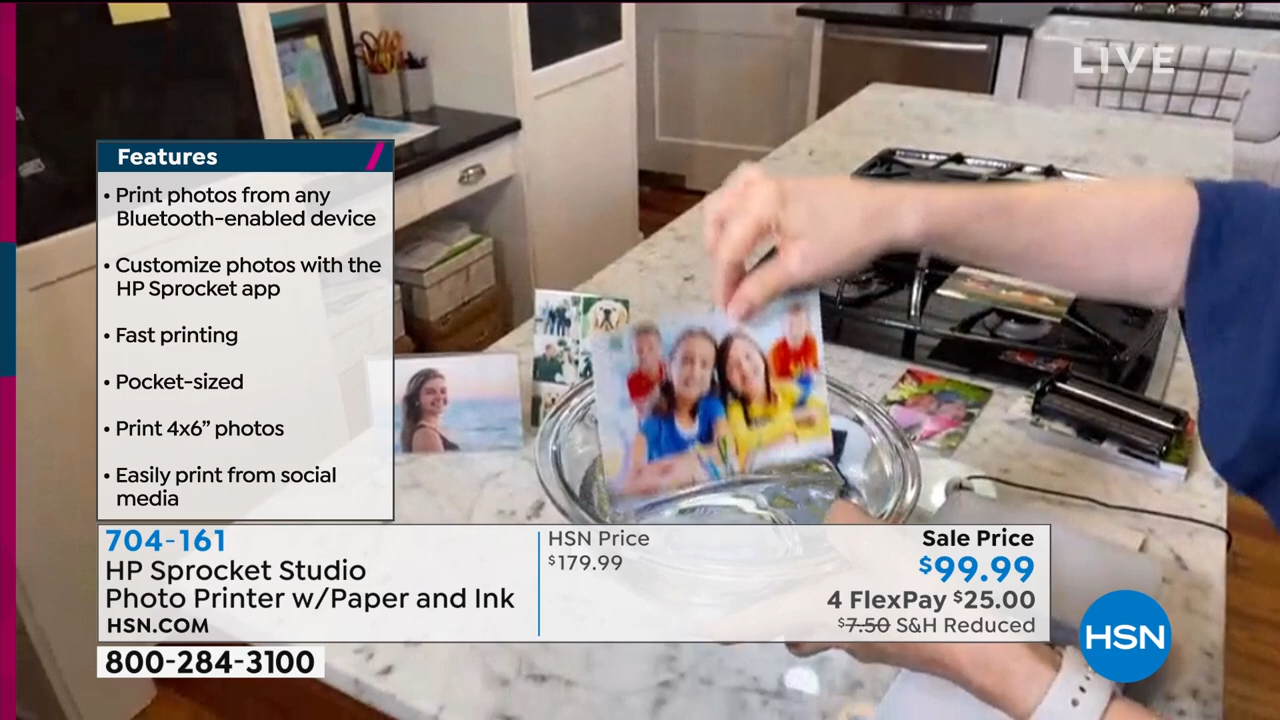 LIVE
Features
• Print photos from any
Bluetooth-enabled device
• Customize photos with the
HP Sprocket app
• Fast printing
• Pocket-sized
• Print 4x6” photos
• Easily print from social
media
704-161
HP Sprocket Studio
Photo Printer w/Paper and Ink
HSN.COM
HSN Price
$179.99
Sale Price
$99.99
4 FlexPay $25.00
$7.50 S&H Reduced
HSN
800-284-3100